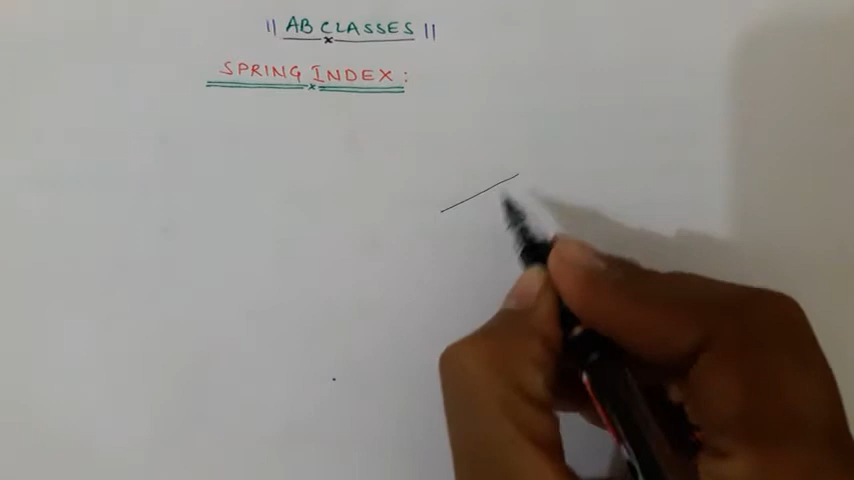 || AB CLASSES ||
SPRING INDEX :